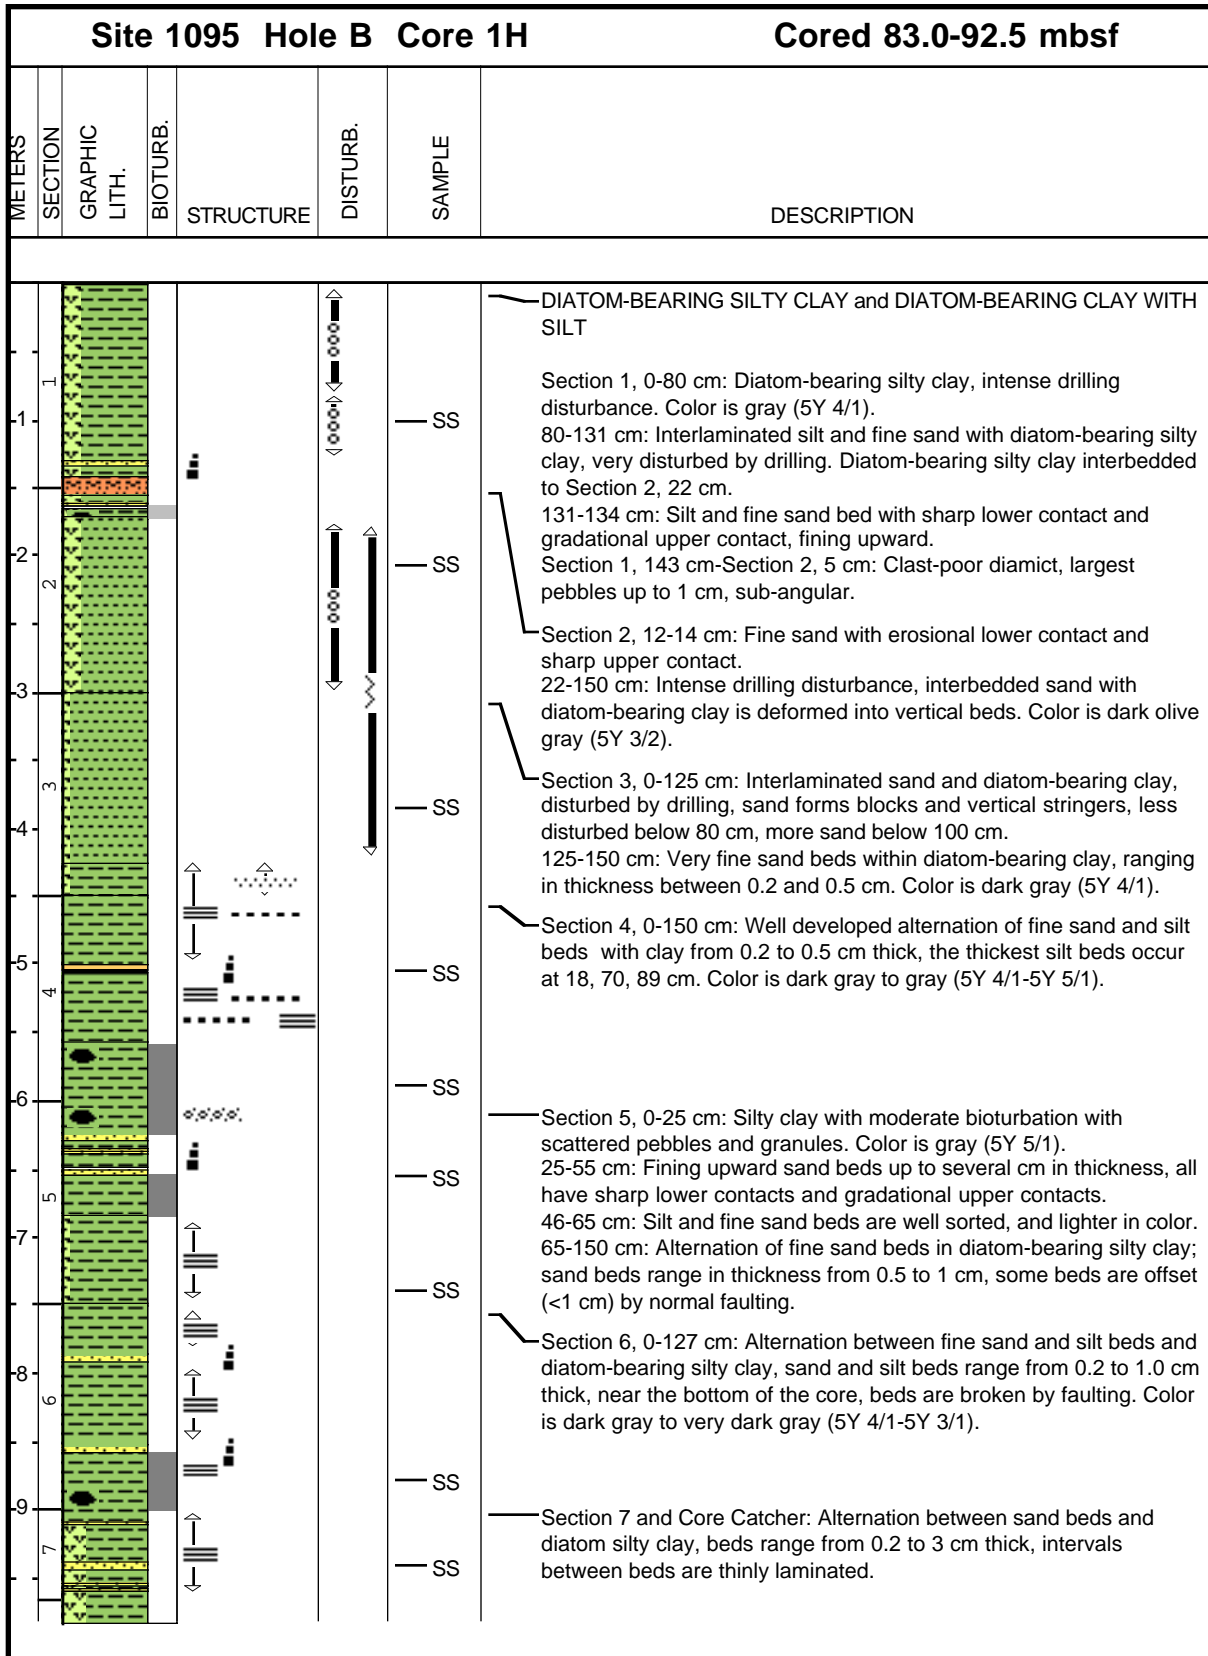 Site 1095 Hole B Core 1H Cored 83.0-92.5 mbsf
METERS SECTION GRAPHIC LITH. BIOTURB. STRUCTURE DISTURB. SAMPLE DESCRIPTION
DIATOM-BEARING SILTY CLAY and DIATOM-BEARING CLAY WITH
SILT
Section 1, 0-80 cm: Diatom-bearing silty clay, intense drilling
disturbance. Color is gray (5Y 4/1).
80-131 cm: Interlaminated silt and fine sand with diatom-bearing silty
clay, very disturbed by drilling. Diatom-bearing silty clay interbedded
to Section 2, 22 cm.
131-134 cm: Silt and fine sand bed with sharp lower contact and
gradational upper contact, fining upward.
Section 1, 143 cm-Section 2, 5 cm: Clast-poor diamict, largest
pebbles up to 1 cm, sub-angular.
Section 2, 12-14 cm: Fine sand with erosional lower contact and
sharp upper contact.
22-150 cm: Intense drilling disturbance, interbedded sand with
diatom-bearing clay is deformed into vertical beds. Color is dark olive
gray (5Y 3/2).
Section 3, 0-125 cm: Interlaminated sand and diatom-bearing clay,
disturbed by drilling, sand forms blocks and vertical stringers, less
disturbed below 80 cm, more sand below 100 cm.
125-150 cm: Very fine sand beds within diatom-bearing clay, ranging
in thickness between 0.2 and 0.5 cm. Color is dark gray (5Y 4/1).
Section 4, 0-150 cm: Well developed alternation of fine sand and silt
beds with clay from 0.2 to 0.5 cm thick, the thickest silt beds occur
at 18, 70, 89 cm. Color is dark gray to gray (5Y 4/1-5Y 5/1).
Section 5, 0-25 cm: Silty clay with moderate bioturbation with
scattered pebbles and granules. Color is gray (5Y 5/1).
25-55 cm: Fining upward sand beds up to several cm in thickness, all
have sharp lower contacts and gradational upper contacts.
46-65 cm: Silt and fine sand beds are well sorted, and lighter in color.
65-150 cm: Alternation of fine sand beds in diatom-bearing silty clay;
sand beds range in thickness from 0.5 to 1 cm, some beds are offset
(<1 cm) by normal faulting.
Section 6, 0-127 cm: Alternation between fine sand and silt beds and
diatom-bearing silty clay, sand and silt beds range from 0.2 to 1.0 cm
thick, near the bottom of the core, beds are broken by faulting. Color
is dark gray to very dark gray (5Y 4/1-5Y 3/1).
Section 7 and Core Catcher: Alternation between sand beds and
diatom silty clay, beds range from 0.2 to 3 cm thick, intervals
between beds are thinly laminated.
1
2
3
4
5
6
7
8
9
1
2
3
4
5
6
7
SS
SS
SS
SS
SS
SS
SS
SS
SS